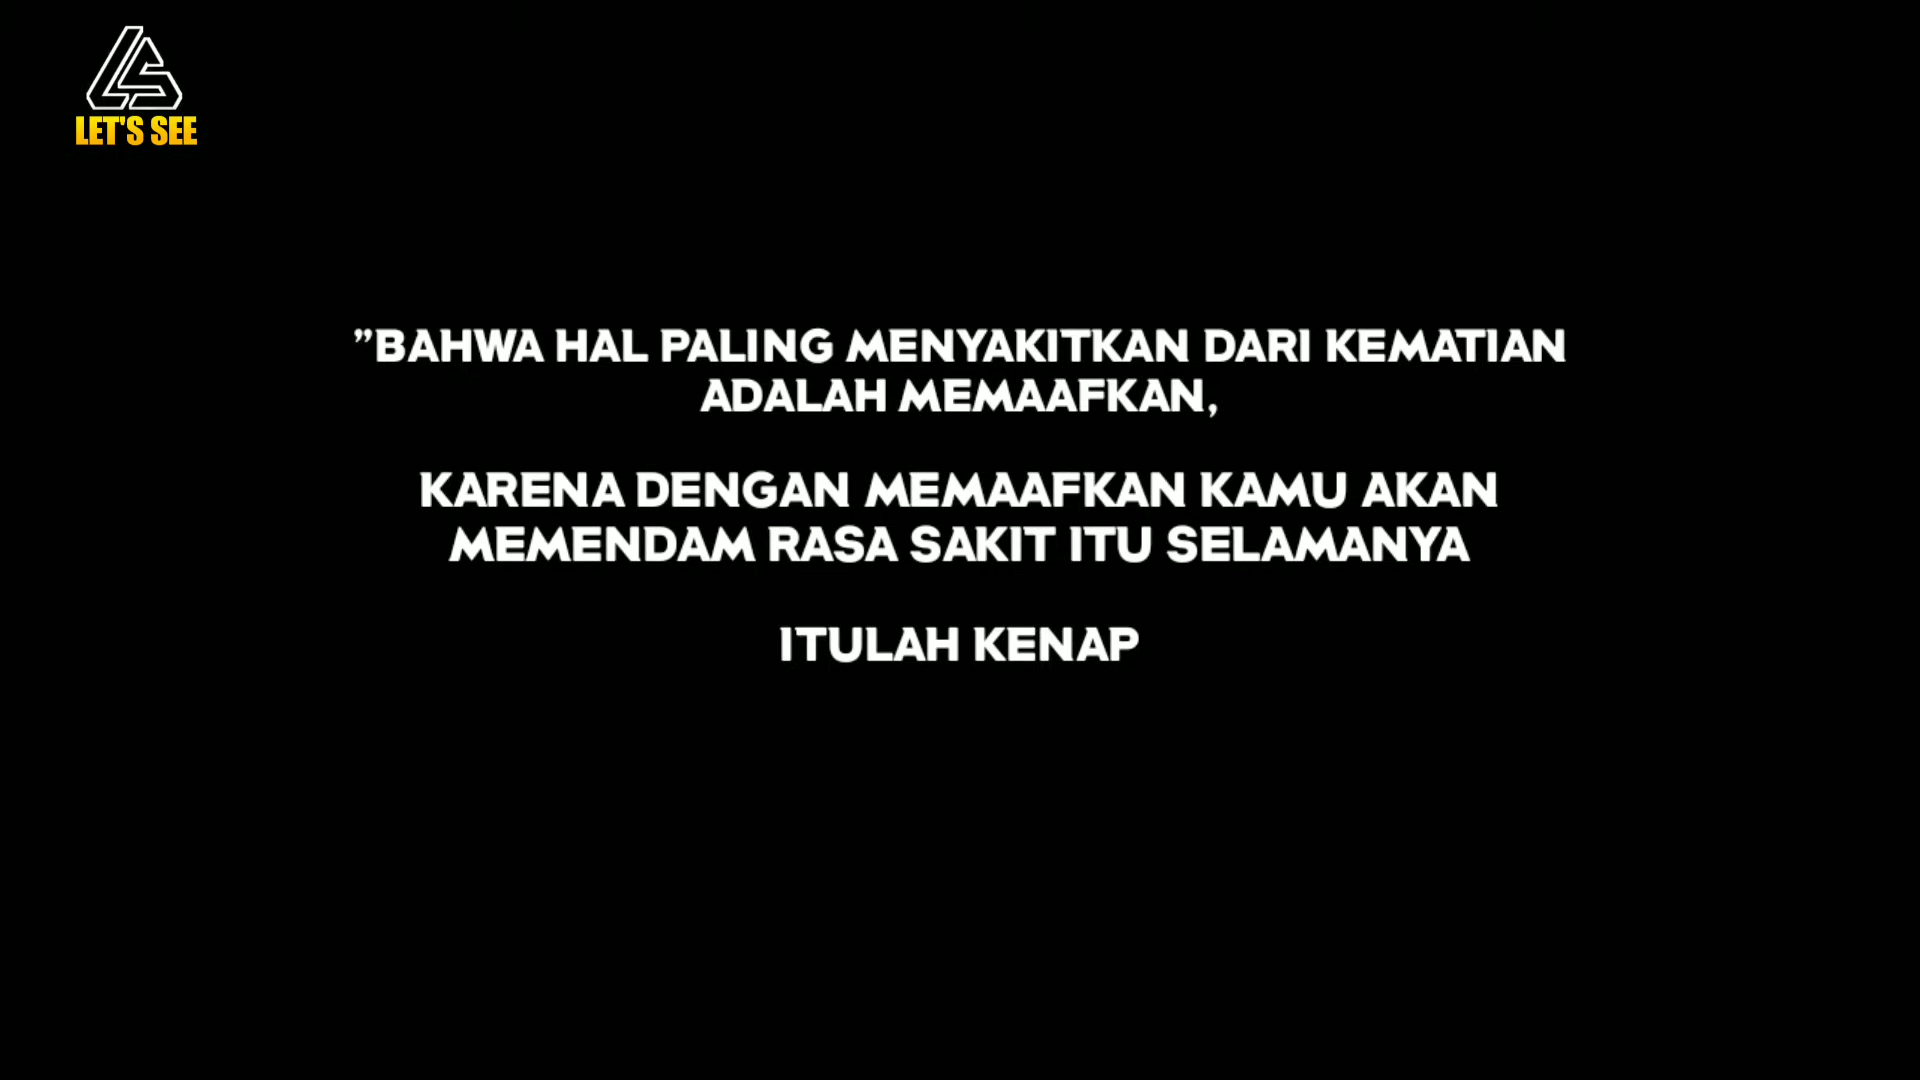 LET'S SEE
”BAHWA HAL PALING MENYAKITKAN DARI KEMATIAN
ADALAH MEMAAFKAN,
KARENA DENGAN MEMAAFKAN KAMU AKAN
MEMENDAM RASA SAKIT ITU SELAMANYA
ITULAH KENAP